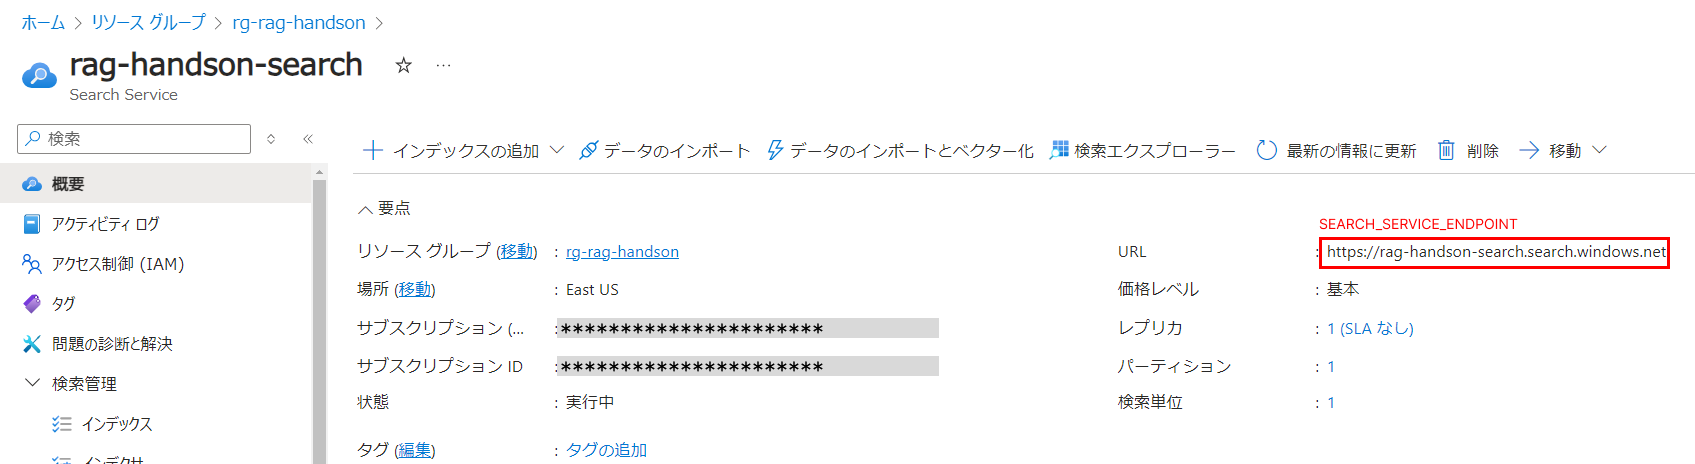 ホーム > リソース グループ > rg-rag-handson >
rag-handson-search ☆ …
Search Service
検索
インデックスの追加 データのインポート データのインポートとベクター化 検索エクスプローラー 最新の情報に更新 削除 移動
概要
アクティビティ ログ
アクセス制御 (IAM)
タグ
問題の診断と解決
検索管理
インデックス
インデクサ
要点
SEARCH_SERVICE_ENDPOINT
リソース グループ (移動) : rg-rag-handson
URL : https://rag-handson-search.search.windows.net
場所 (移動) : East US
価格レベル : 基本
サブスクリプション (... : **********************
レプリカ : 1 (SLA なし)
サブスクリプション ID : **********************
パーティション : 1
状態 : 実行中
検索単位 : 1
タグ (編集) : タグの追加